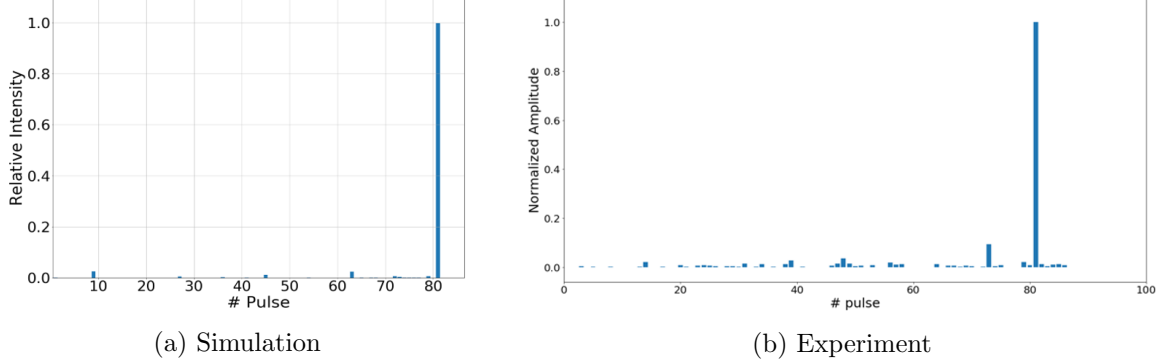 1.0
0.8
0.6
0.4
0.2
0.0
Relative Intensity
10 20 30 40 50 60 70 80
# Pulse
(a) Simulation
1.0
0.8
0.6
0.4
0.2
0.0
Normalized Amplitude
0 20 40 60 80 100
# pulse
(b) Experiment